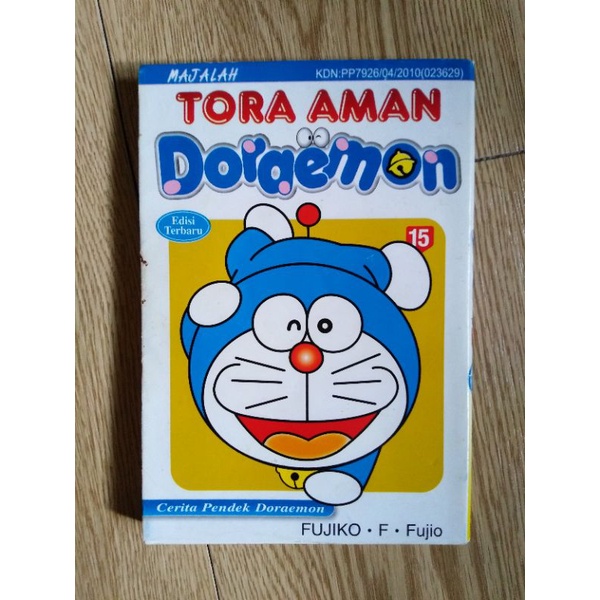 MAJALAH
KDN:PP7926/04/2010(023629)
TORA AMAN
Doraemon
Edisi
Terbaru
15
Cerita Pendek Doraemon
FUJIKO • F • Fujio